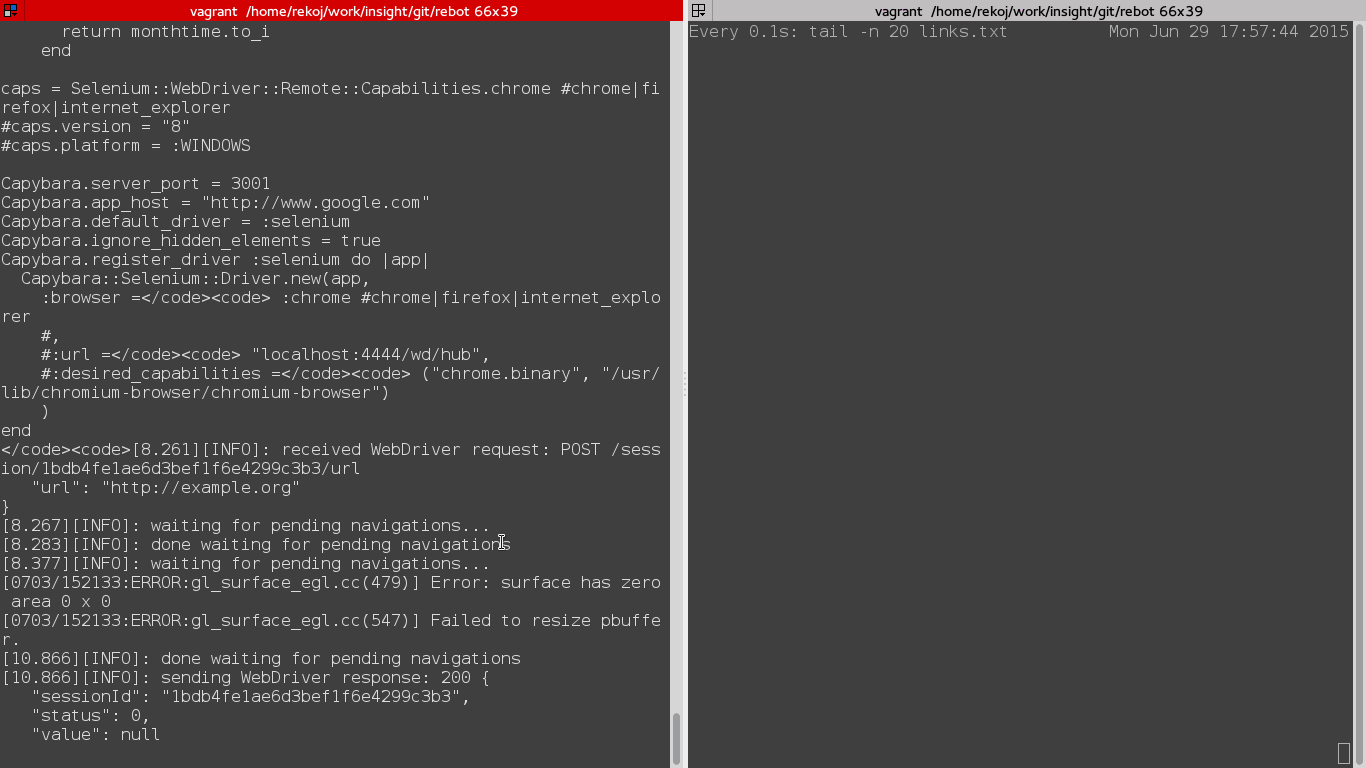 vagrant  /home/rekoj/work/insight/git/rebot 66x39
      return monthtime.to_i
    end
caps = Selenium::WebDriver::Remote::Capabilities.chrome #chrome|fi
refox|internet_explorer
#caps.version = "8"
#caps.platform = :WINDOWS
Capybara.server_port = 3001
Capybara.app_host = "http://www.google.com"
Capybara.default_driver = :selenium
Capybara.ignore_hidden_elements = true
Capybara.register_driver :selenium do |app|
  Capybara::Selenium::Driver.new(app,
    :browser =</code><code> :chrome #chrome|firefox|internet_explo
rer
    #,
    #:url =</code><code> "localhost:4444/wd/hub",
    #:desired_capabilities =</code><code> ("chrome.binary", "/usr/
lib/chromium-browser/chromium-browser")
    )
end
</code><code>[8.261][INFO]: received WebDriver request: POST /sess
ion/1bdb4fe1ae6d3bef1f6e4299c3b3/url
   "url": "http://example.org"
}
[8.267][INFO]: waiting for pending navigations...
[8.283][INFO]: done waiting for pending navigations
[8.377][INFO]: waiting for pending navigations...
[0703/152133:ERROR:gl_surface_egl.cc(479)] Error: surface has zero
 area 0 x 0
[0703/152133:ERROR:gl_surface_egl.cc(547)] Failed to resize pbuffe
r.
[10.866][INFO]: done waiting for pending navigations
[10.866][INFO]: sending WebDriver response: 200 {
   "sessionId": "1bdb4fe1ae6d3bef1f6e4299c3b3",
   "status": 0,
   "value": null
vagrant  /home/rekoj/work/insight/git/rebot 66x39
Every 0.1s: tail -n 20 links.txt          Mon Jun 29 17:57:44 2015